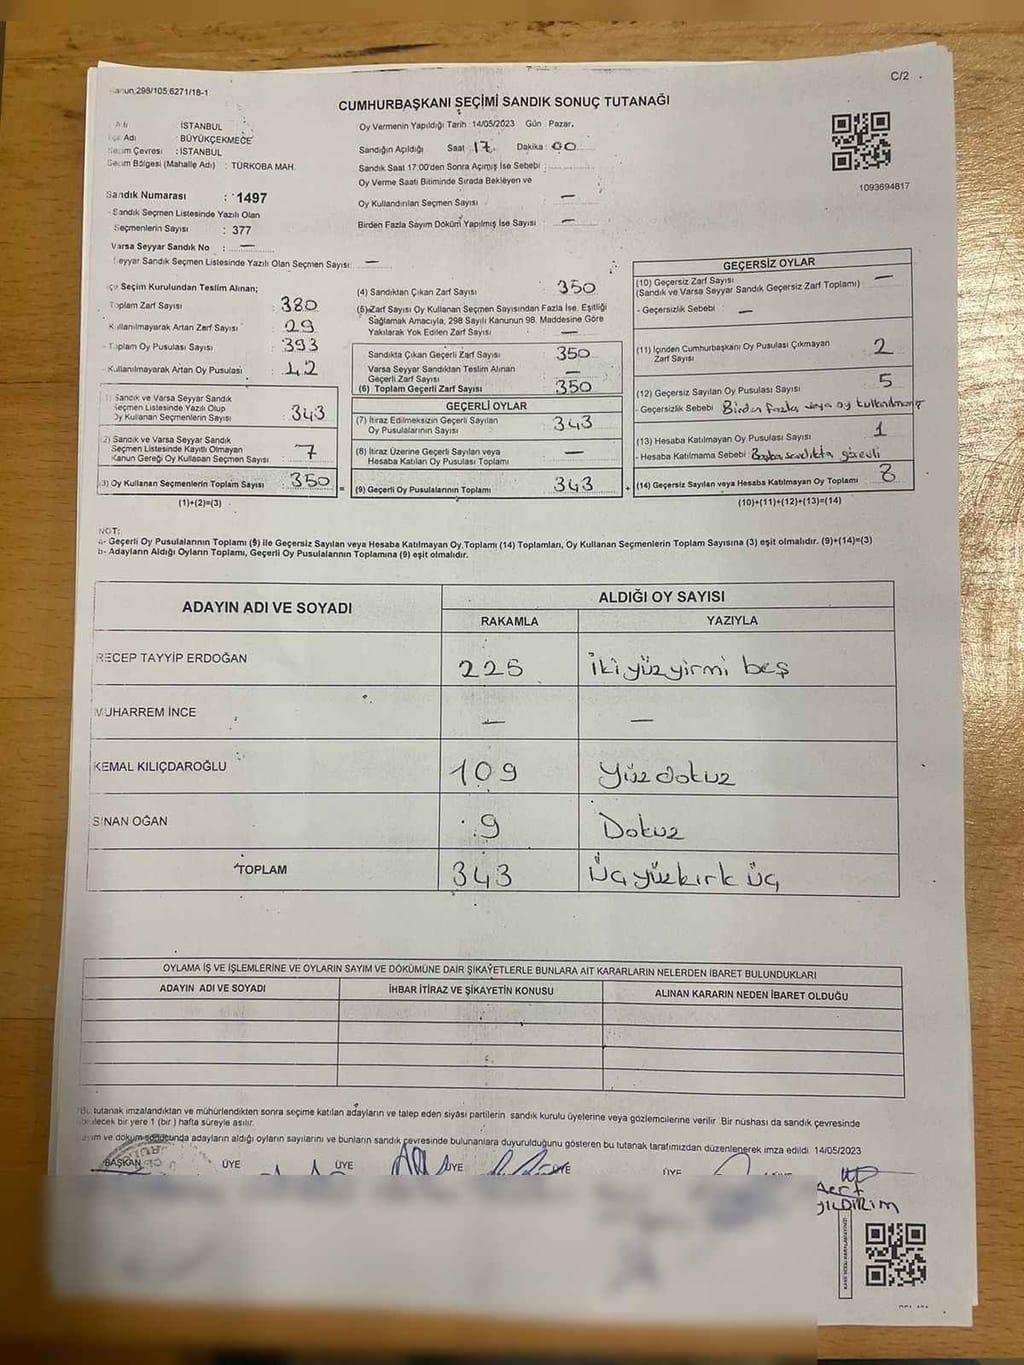 C/2
Kanun;298/105;6271/18-1
CUMHURBAŞKANI SEÇİMİ SANDIK SONUÇ TUTANAĞI
Adı : İSTANBUL
İlçe Adı : BÜYÜKÇEKMECE
Seçim Çevresi : İSTANBUL
Seçim Bölgesi (Mahalle Adı) : TÜRKOBA MAH.
Sandık Numarası : 1497
Sandık Seçmen Listesinde Yazılı Olan
Seçmenlerin Sayısı : 377
Varsa Seyyar Sandık No : —
Seyyar Sandık Seçmen Listesinde Yazılı Olan Seçmen Sayısı: —
Oy Vermenin Yapıldığı Tarih : 14/05/2023 Gün : Pazar.
Sandığın Açıldığı Saat : 17 Dakika : 00
Sandık Saat 17:00'den Sonra Açımış İse Sebebi :
Oy Verme Saati Bitiminde Sırada Bekleyen ve
Oy Kullandırılan Seçmen Sayısı —
Birden Fazla Sayım Döküm Yapılmış İse Sayısı —
1093694817
İlçe Seçim Kurulundan Teslim Alınan;
Toplam Zarf Sayısı : 380
Kullanılmayarak Artan Zarf Sayısı : 29
Toplam Oy Pusulası Sayısı : 393
Kullanılmayarak Artan Oy Pusulası : 42
1) Sandık ve Varsa Seyyar Sandık
Seçmen Listesinde Yazılı Olup
Oy Kullanan Seçmenlerin Sayısı : 343
2) Sandık ve Varsa Seyyar Sandık
Seçmen Listesinde Kayıtlı Olmayan
Kanun Gereği Oy Kullanan Seçmen Sayısı : 7
(3) Oy Kullanan Seçmenlerin Toplam Sayısı : 350 =
(1)+(2)=(3)
(4) Sandıktan Çıkan Zarf Sayısı : 350
(5) Zarf Sayısı Oy Kullanan Seçmen Sayısından Fazla İse, Eşitliği
Sağlamak Amacıyla, 298 Sayılı Kanunun 98. Maddesine Göre
Yakılarak Yok Edilen Zarf Sayısı : —
Sandıkta Çıkan Geçerli Zarf Sayısı : 350
Varsa Seyyar Sandıktan Teslim Alınan
Geçerli Zarf Sayısı : —
(6) Toplam Geçerli Zarf Sayısı : 350
GEÇERLİ OYLAR
(7) İtiraz Edilmeksizin Geçerli Sayılan
Oy Pusulalarının Sayısı : 343
(8) İtiraz Üzerine Geçerli Sayılan veya
Hesaba Katılan Oy Pusulası Toplamı : —
(9) Geçerli Oy Pusulalarının Toplamı : 343 +
GEÇERSİZ OYLAR
(10) Geçersiz Zarf Sayısı
(Sandık ve Varsa Seyyar Sandık Geçersiz Zarf Toplamı) —
- Geçersizlik Sebebi : —
(11) İçinden Cumhurbaşkanı Oy Pusulası Çıkmayan
Zarf Sayısı 2
(12) Geçersiz Sayılan Oy Pusulası Sayısı 5
- Geçersizlik Sebebi Birden fazla veya oy kullanılmamış
(13) Hesaba Katılmayan Oy Pusulası Sayısı 1
- Hesaba Katılmama Sebebi Başka sandıkta görevli
(14) Geçersiz Sayılan veya Hesaba Katılmayan Oy Toplamı 8
(10)+(11)+(12)+(13)=(14)
NOT:
a- Geçerli Oy Pusulalarının Toplamı (9) ile Geçersiz Sayılan veya Hesaba Katılmayan Oy Toplamı (14) Toplamları, Oy Kullanan Seçmenlerin Toplam Sayısına (3) eşit olmalıdır. (9)+(14)=(3)
b- Adayların Aldığı Oyların Toplamı, Geçerli Oy Pusulalarının Toplamına (9) eşit olmalıdır.
ADAYIN ADI VE SOYADI
ALDIĞI OY SAYISI
RAKAMLA YAZIYLA
RECEP TAYYİP ERDOĞAN 225 İkiyüzyirmi beş
MUHARREM İNCE — —
KEMAL KILIÇDAROĞLU 109 Yüzdokuz
SİNAN OĞAN 9 Dokuz
TOPLAM 343 Üçyüzkırk üç
OYLAMA İŞ VE İŞLEMLERİNE VE OYLARIN SAYIM VE DÖKÜMÜNE DAİR ŞİKAYETLERLE BUNLARA AİT KARARLARIN NELERDEN İBARET BULUNDUKLARI
ADAYIN ADI VE SOYADI İHBAR İTİRAZ VE ŞİKAYETİN KONUSU ALINAN KARARIN NEDEN İBARET OLDUĞU
Bu tutanak imzalandıktan ve mühürlendikten sonra seçime katılan adayların ve talep eden siyâsi partilerin sandık kurulu üyelerine veya gözlemcilerine verilir. Bir nüshası da sandık çevresinde
bilecek bir yere 1 (bir ) hafta süreyle asılır.
ve döküm sonucunda adayların aldığı oyların sayılarını ve bunların sandık çevresinde bulunanlara duyurulduğunu gösteren bu tutanak tarafımızdan düzenlenerek imza edildi. 14/05/2023
BAŞKAN ÜYE ÜYE ÜYE ÜYE ÜYE
YILDIRIM